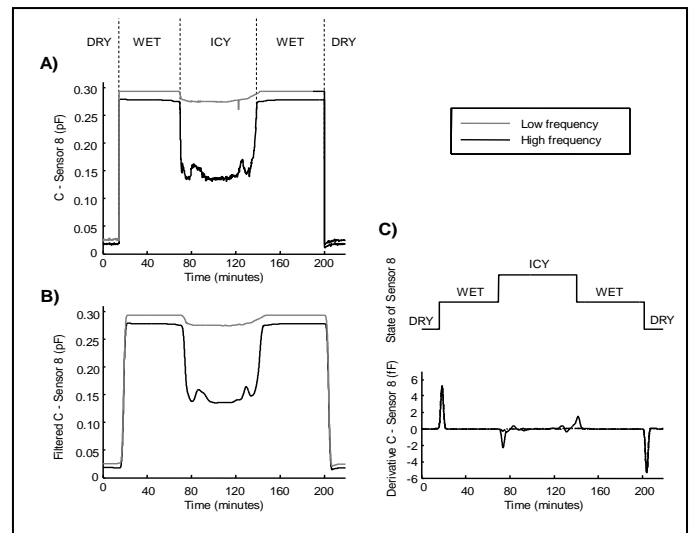 DRY WET ICY WET DRY
A)
0.30
0.25
0.20
0.15
0.10
0.05
0
C - Sensor 8 (pF)
0 40 80 120 160 200
Time (minutes)
Low frequency
High frequency
B)
0.30
0.25
0.20
0.15
0.10
0.05
0
Filtered C - Sensor 8 (pF)
0 40 80 120 160 200
Time (minutes)
C)
State of Sensor 8
ICY
WET WET
DRY DRY
6
4
2
0
-2
-4
-6
Derivative C - Sensor 8 (fF)
0 40 80 120 160 200
Time (minutes)